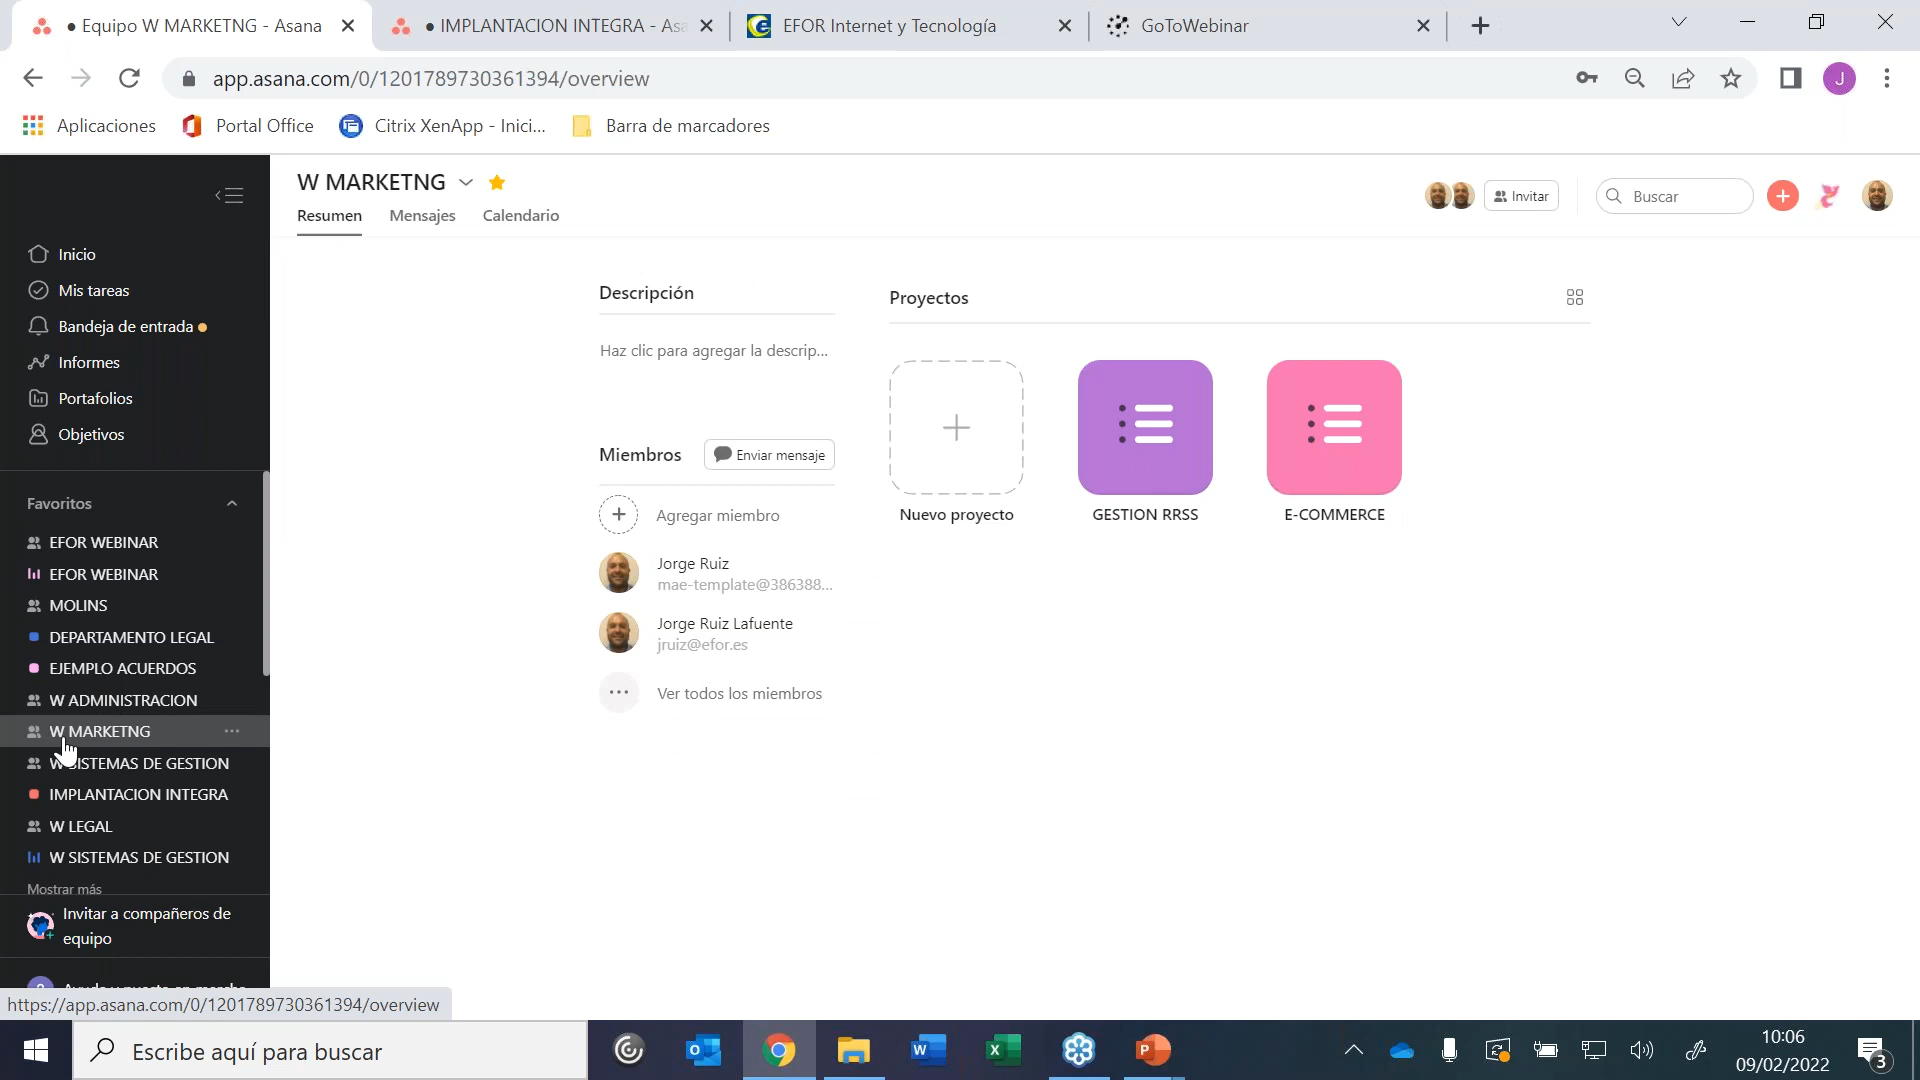 • Equipo W MARKETNG - Asana
• IMPLANTACION INTEGRA - Asa
EFOR Internet y Tecnología
GoToWebinar
app.asana.com/0/1201789730361394/overview
J
Aplicaciones
Portal Office
Citrix XenApp - Inici...
Barra de marcadores
W MARKETNG
Resumen
Mensajes
Calendario
Invitar
Buscar
Inicio
Mis tareas
Bandeja de entrada
Informes
Portafolios
Objetivos
Favoritos
EFOR WEBINAR
EFOR WEBINAR
MOLINS
DEPARTAMENTO LEGAL
EJEMPLO ACUERDOS
W ADMINISTRACION
W MARKETNG
W SISTEMAS DE GESTION
IMPLANTACION INTEGRA
W LEGAL
W SISTEMAS DE GESTION
Mostrar más
Invitar a compañeros de
equipo
Descripción
Haz clic para agregar la descrip...
Miembros
Enviar mensaje
Agregar miembro
Jorge Ruiz
mae-template@386388...
Jorge Ruiz Lafuente
jruiz@efor.es
Ver todos los miembros
Proyectos
Nuevo proyecto
GESTION RRSS
E-COMMERCE
https://app.asana.com/0/1201789730361394/overview
Escribe aquí para buscar
10:06
09/02/2022
3